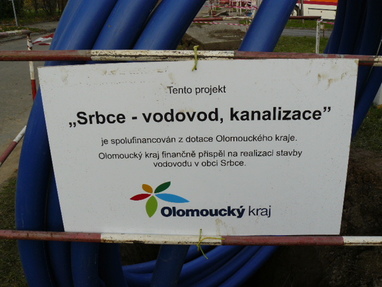 Tento projekt
„Srbce - vodovod, kanalizace”
je spolufinancován z dotace Olomouckého kraje.
Olomoucký kraj finančně přispěl na realizaci stavby
vodovodu v obci Srbce.
Olomoucký kraj